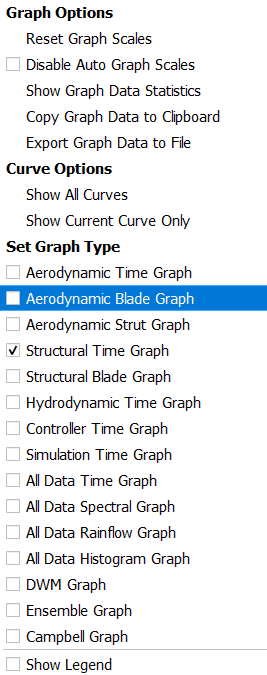 Graph Options
Reset Graph Scales
Disable Auto Graph Scales
Show Graph Data Statistics
Copy Graph Data to Clipboard
Export Graph Data to File
Curve Options
Show All Curves
Show Current Curve Only
Set Graph Type
Aerodynamic Time Graph
Aerodynamic Blade Graph
Aerodynamic Strut Graph
Structural Time Graph
Structural Blade Graph
Hydrodynamic Time Graph
Controller Time Graph
Simulation Time Graph
All Data Time Graph
All Data Spectral Graph
All Data Rainflow Graph
All Data Histogram Graph
DWM Graph
Ensemble Graph
Campbell Graph
Show Legend